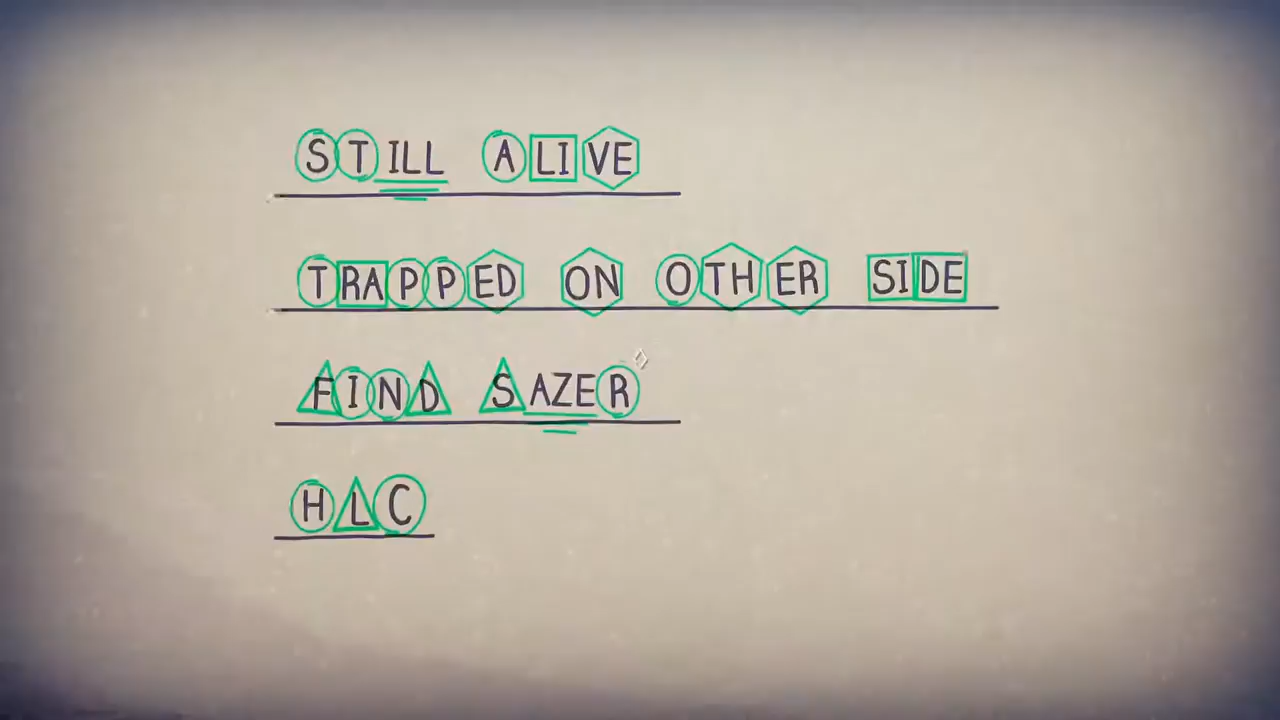 STILL ALIVE
TRAPPED ON OTHER SIDE
FIND SAZER
HLC